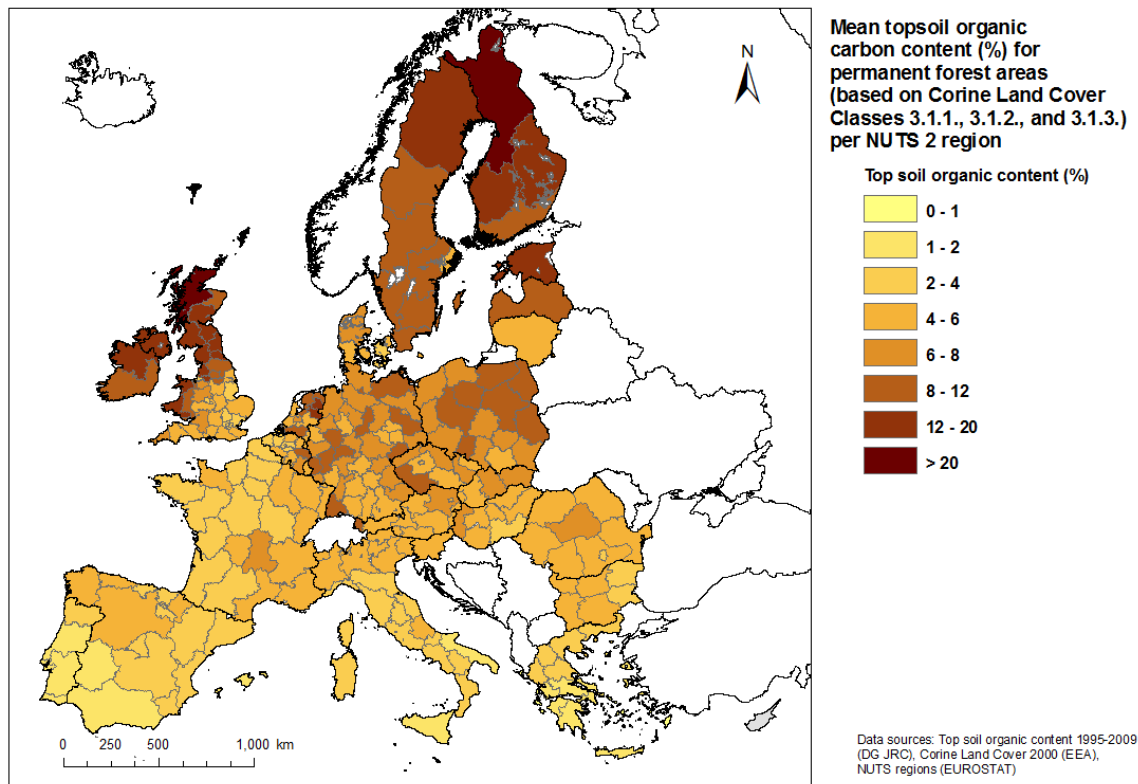 Mean topsoil organic
carbon content (%) for
permanent forest areas
(based on Corine Land Cover
Classes 3.1.1., 3.1.2., and 3.1.3.)
per NUTS 2 region
N
Top soil organic content (%)
0 - 1
1 - 2
2 - 4
4 - 6
6 - 8
8 - 12
12 - 20
> 20
0 250 500 1,000 km
Data sources: Top soil organic content 1995-2009
(DG JRC), Corine Land Cover 2000 (EEA),
NUTS regions (EUROSTAT)